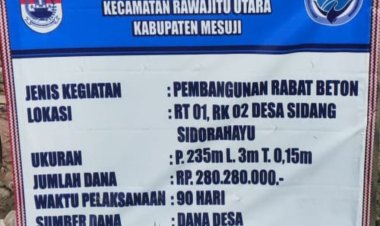 KECAMATAN RAWAJITU UTARA
KABUPATEN MESUJI
JENIS KEGIATAN : PEMBANGUNAN RABAT BETON
LOKASI : RT 01, RK 02 DESA SIDANG
SIDORAHAYU
UKURAN : P. 235m L. 3m T. 0,15m
JUMLAH DANA : RP. 280.280.000.-
WAKTU PELAKSANAAN : 90 HARI
SUMBER DANA : DANA DESA